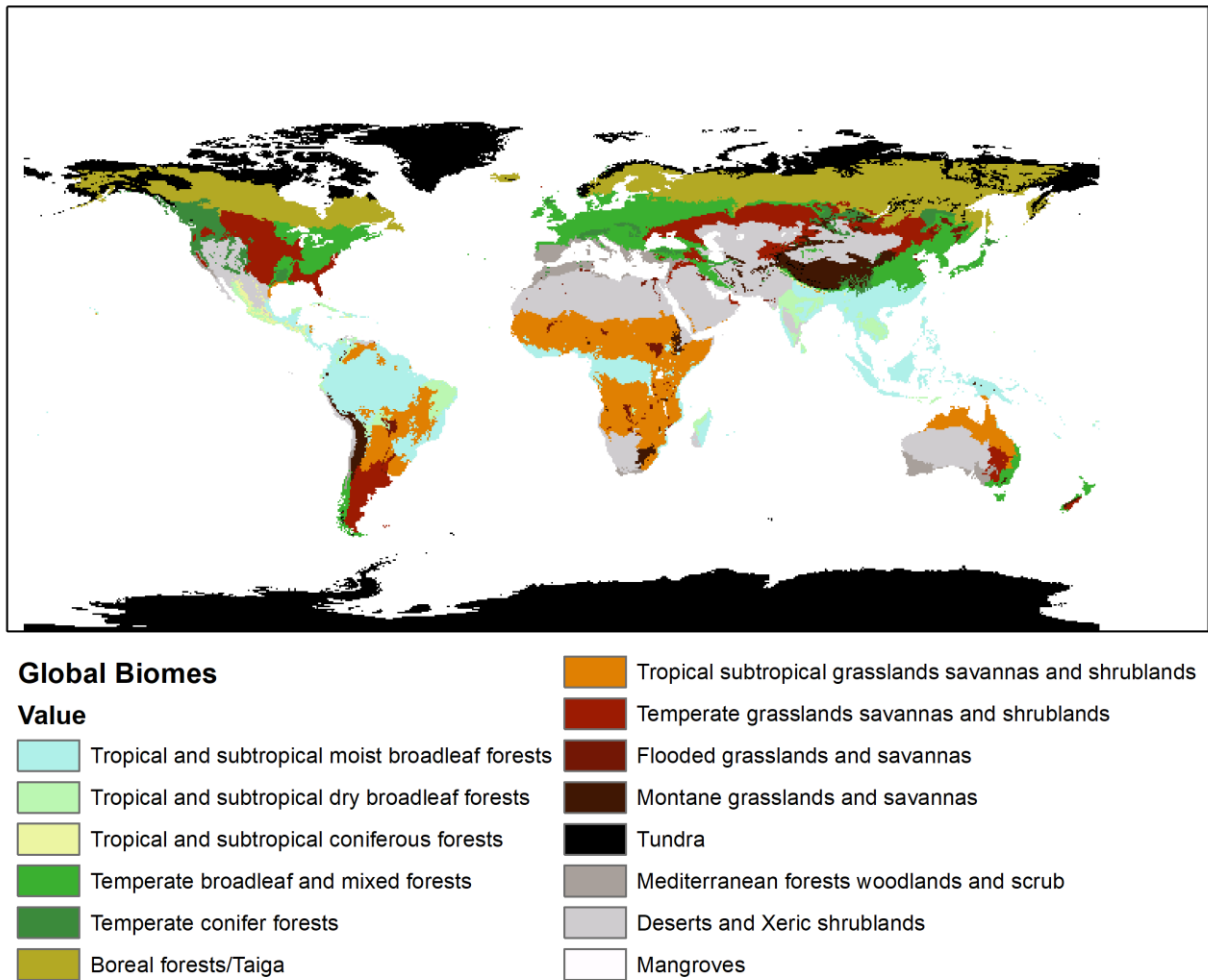 Global Biomes
Value
Tropical and subtropical moist broadleaf forests
Tropical and subtropical dry broadleaf forests
Tropical and subtropical coniferous forests
Temperate broadleaf and mixed forests
Temperate conifer forests
Boreal forests/Taiga
Tropical subtropical grasslands savannas and shrublands
Temperate grasslands savannas and shrublands
Flooded grasslands and savannas
Montane grasslands and savannas
Tundra
Mediterranean forests woodlands and scrub
Deserts and Xeric shrublands
Mangroves